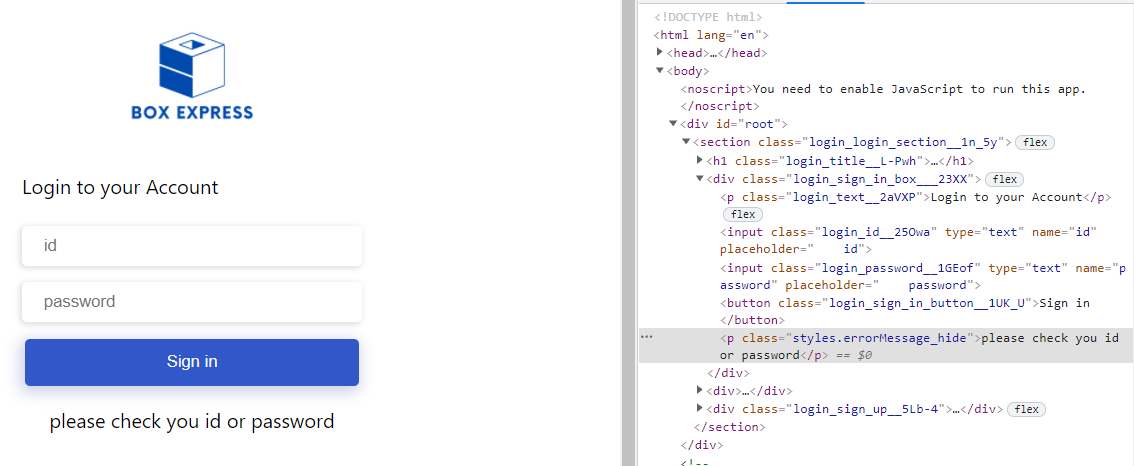 BOX EXPRESS
Login to your Account
id
password
Sign in
please check you id or password
<!DOCTYPE html>
<html lang="en">
<head>…</head>
<body>
<noscript>You need to enable JavaScript to run this app.
</noscript>
<div id="root">
<section class="login_login_section__1n_5y"> flex
<h1 class="login_title__L-Pwh">…</h1>
<div class="login_sign_in_box___23XX"> flex
<p class="login_text__2aVXP">Login to your Account</p>
flex
<input class="login_id__25Owa" type="text" name="id"
placeholder="    id">
<input class="login_password__1GEof" type="text" name="p
assword" placeholder="    password">
<button class="login_sign_in_button__1UK_U">Sign in
</button>
… <p class="styles.errorMessage_hide">please check you id
or password</p> == $0
</div>
<div>…</div>
<div class="login_sign_up__5Lb-4">…</div> flex
</section>
</div>
<!--